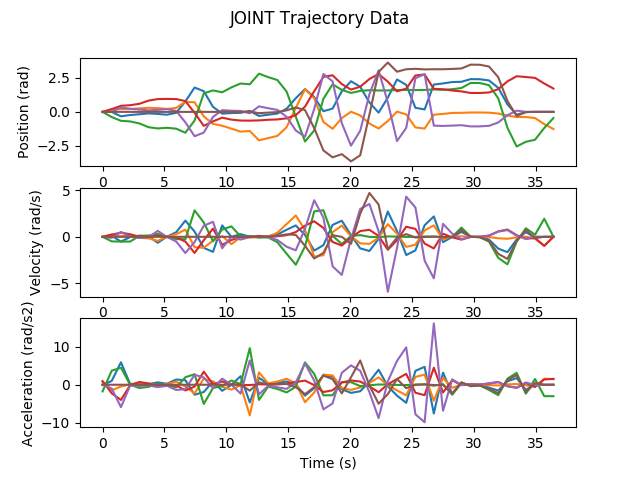 JOINT Trajectory Data
Position (rad)
2.5
0.0
−2.5
0 5 10 15 20 25 30 35
Velocity (rad/s)
5
0
−5
0 5 10 15 20 25 30 35
Acceleration (rad/s2)
10
0
−10
0 5 10 15 20 25 30 35
Time (s)